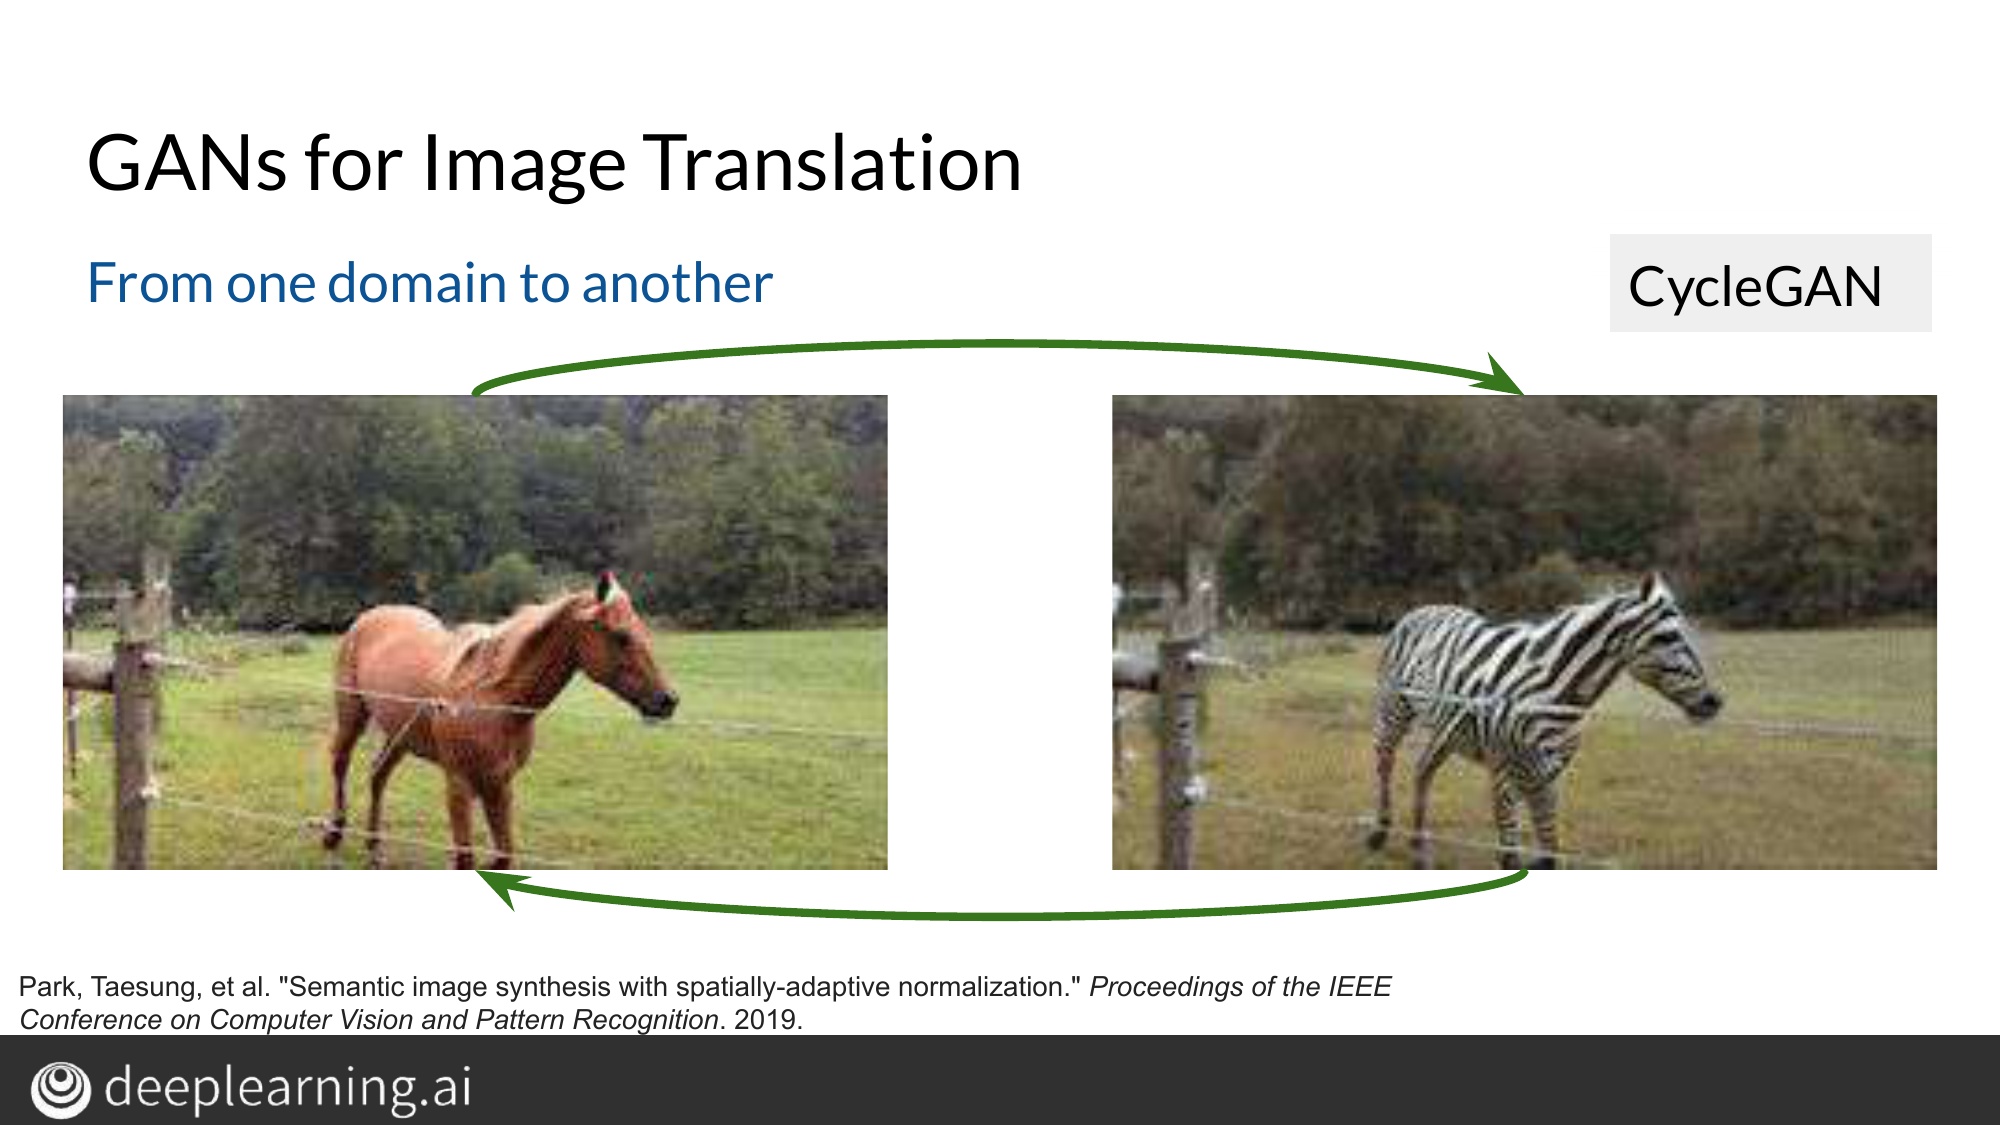 GANs for Image Translation
From one domain to another
CycleGAN
Park, Taesung, et al. "Semantic image synthesis with spatially-adaptive normalization." Proceedings of the IEEE
Conference on Computer Vision and Pattern Recognition. 2019.
deeplearning.ai